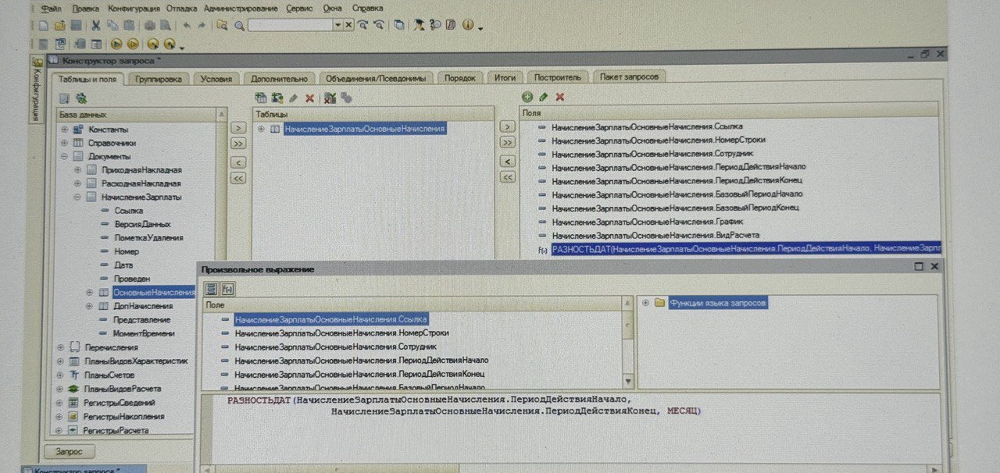 Файл Правка Конфигурация Отладка Администрирование Сервис Окна Справка
Конфигурация
Конструктор запроса *
Таблицы и поля Группировка Условия Дополнительно Объединения/Псевдонимы Порядок Итоги Построитель Пакет запросов
База данных
Константы
Справочники
Документы
ПриходнаяНакладная
РасходнаяНакладная
НачислениеЗарплаты
Ссылка
ВерсияДанных
ПометкаУдаления
Номер
Дата
Проведен
ОсновныеНачисления
ДопНачисления
Представление
МоментВремени
Перечисления
ПланыВидовХарактеристик
ПланыСчетов
ПланыВидовРасчета
РегистрыСведений
РегистрыНакопления
РегистрыРасчета
Запрос
> 
>>
<
<<
Таблицы
НачислениеЗарплатыОсновныеНачисления
>
>>
<
<<
Поля
НачислениеЗарплатыОсновныеНачисления.Ссылка
НачислениеЗарплатыОсновныеНачисления.НомерСтроки
НачислениеЗарплатыОсновныеНачисления.Сотрудник
НачислениеЗарплатыОсновныеНачисления.ПериодДействияНачало
НачислениеЗарплатыОсновныеНачисления.ПериодДействияКонец
НачислениеЗарплатыОсновныеНачисления.БазовыйПериодНачало
НачислениеЗарплатыОсновныеНачисления.БазовыйПериодКонец
НачислениеЗарплатыОсновныеНачисления.График
НачислениеЗарплатыОсновныеНачисления.ВидРасчета
РАЗНОСТЬДАТ(НачислениеЗарплатыОсновныеНачисления.ПериодДействияНачало, НачислениеЗарпл
Произвольное выражение
Поле
НачислениеЗарплатыОсновныеНачисления.Ссылка
НачислениеЗарплатыОсновныеНачисления.НомерСтроки
НачислениеЗарплатыОсновныеНачисления.Сотрудник
НачислениеЗарплатыОсновныеНачисления.ПериодДействияНачало
НачислениеЗарплатыОсновныеНачисления.ПериодДействияКонец
НачислениеЗарплатыОсновныеНачисления.БазовыйПериодНачало
Функции языка запросов
РАЗНОСТЬДАТ(НачислениеЗарплатыОсновныеНачисления.ПериодДействияНачало,
НачислениеЗарплатыОсновныеНачисления.ПериодДействияКонец, МЕСЯЦ)
Конструктор запроса *